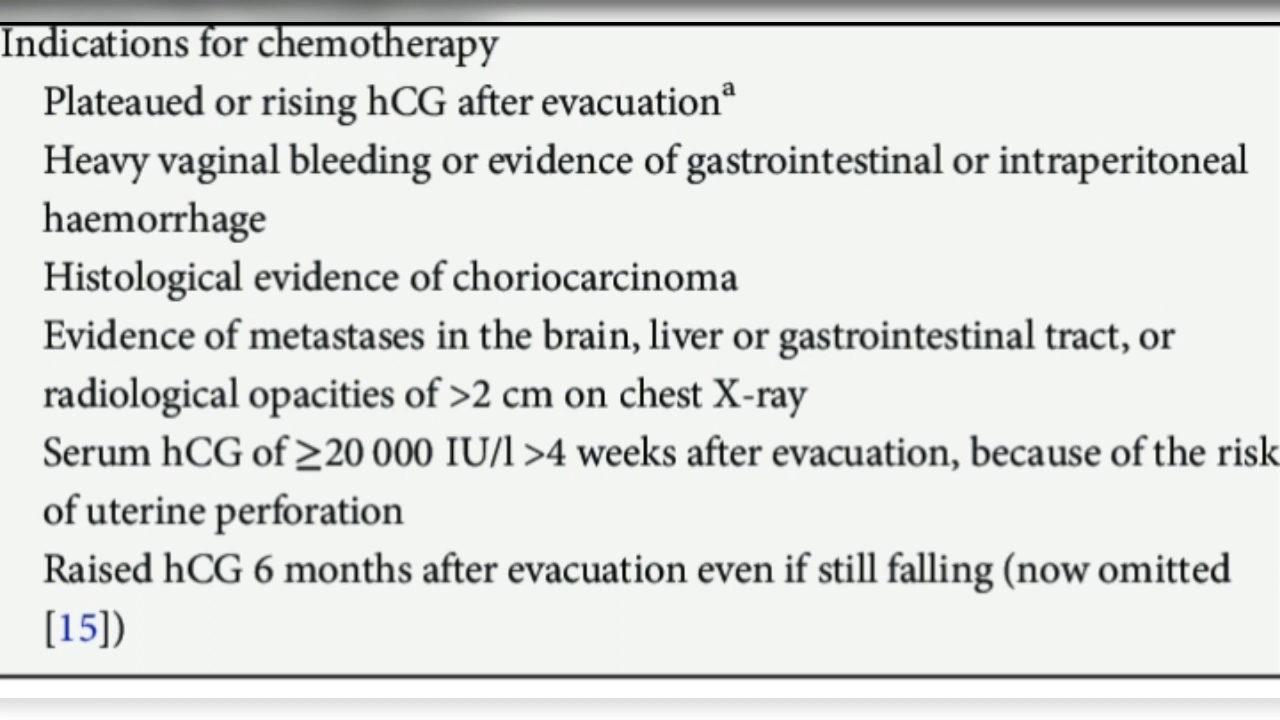 Indications for chemotherapy
Plateaued or rising hCG after evacuationᵃ
Heavy vaginal bleeding or evidence of gastrointestinal or intraperitoneal
haemorrhage
Histological evidence of choriocarcinoma
Evidence of metastases in the brain, liver or gastrointestinal tract, or
radiological opacities of >2 cm on chest X-ray
Serum hCG of ≥20 000 IU/l >4 weeks after evacuation, because of the risk
of uterine perforation
Raised hCG 6 months after evacuation even if still falling (now omitted
[15])